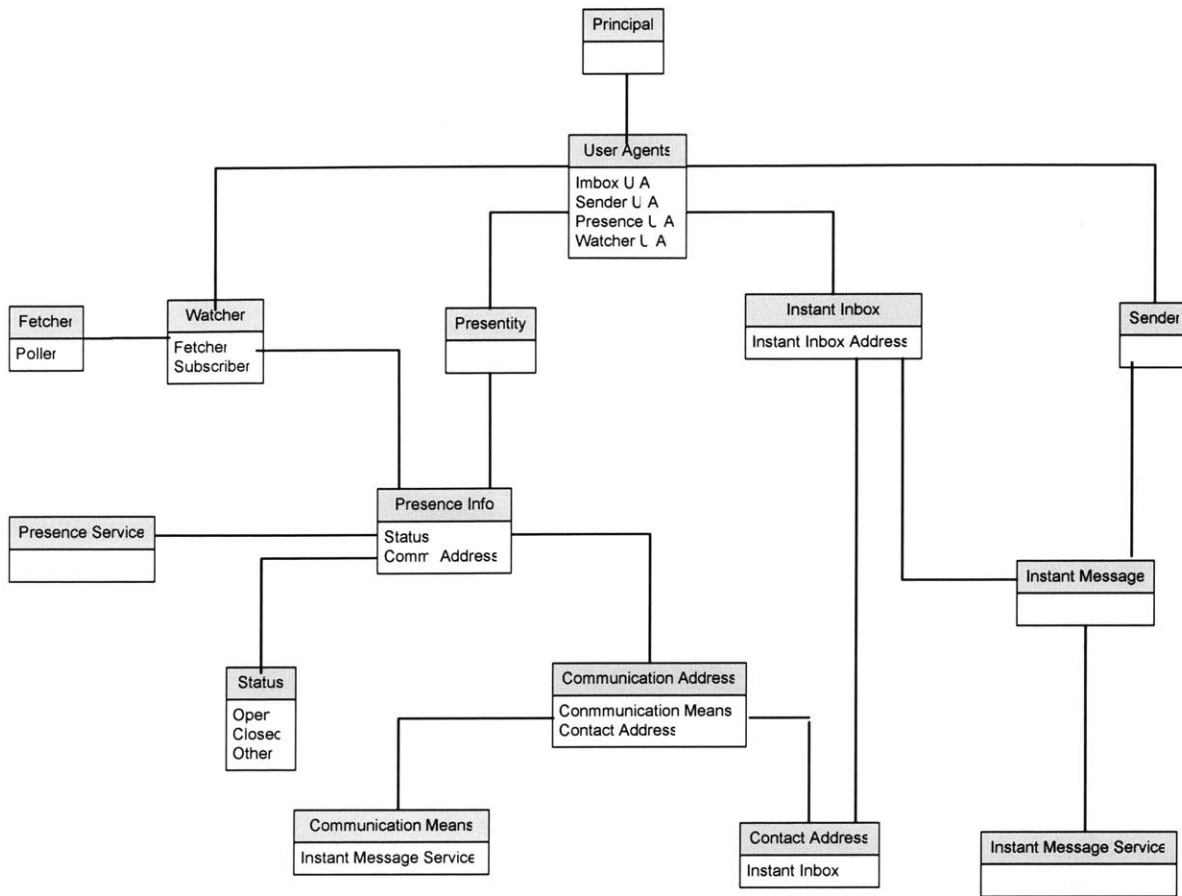 Principal
User Agents
Imbox U A
Sender U A
Presence U A
Watcher U A
Fetcher
Poller
Watcher
Fetcher
Subscriber
Presentity
Instant Inbox
Instant Inbox Address
Sender
Presence Info
Status
Comm Address
Presence Service
Instant Message
Status
Open
Closed
Other
Communication Address
Conmmunication Means
Contact Address
Communication Means
Instant Message Service
Contact Address
Instant Inbox
Instant Message Service